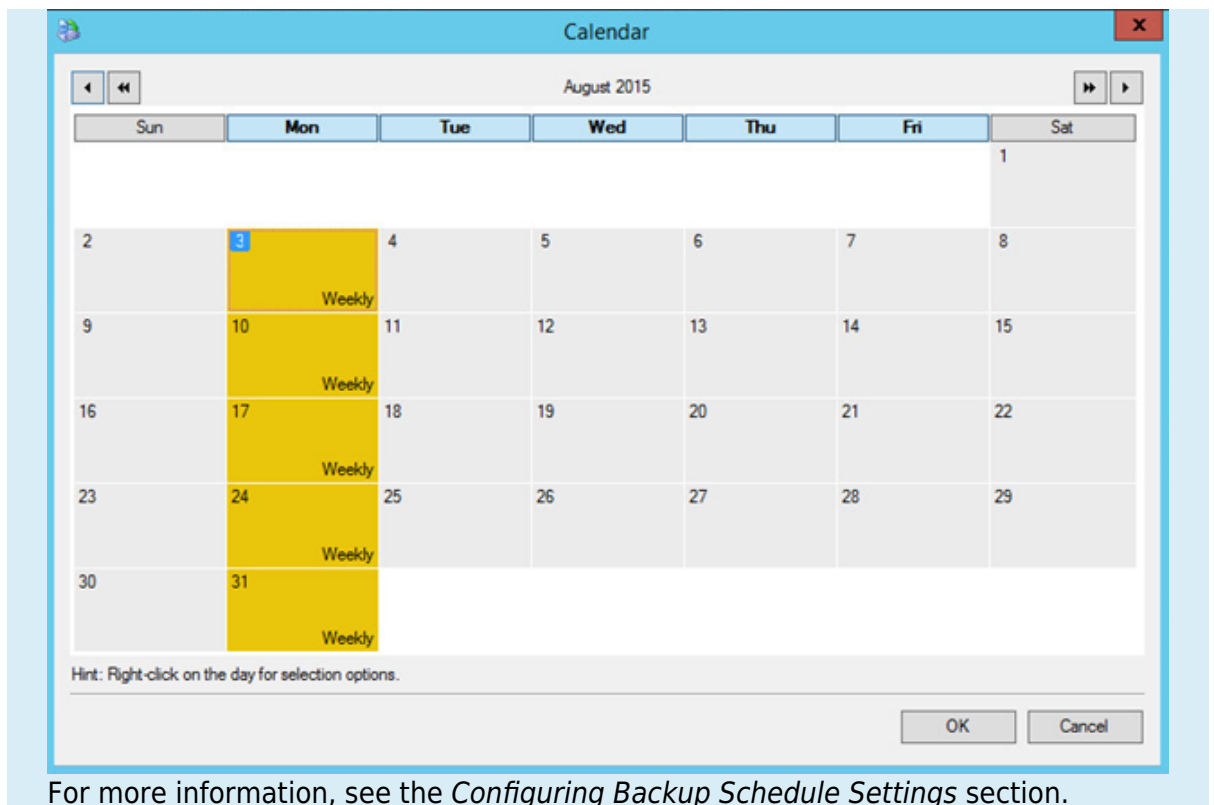 Calendar
x
August 2015
Sun Mon Tue Wed Thu Fri Sat
1
2 3 4 5 6 7 8
Weekly
9 10 11 12 13 14 15
Weekly
16 17 18 19 20 21 22
Weekly
23 24 25 26 27 28 29
Weekly
30 31
Weekly
Hint: Right-click on the day for selection options.
OK Cancel
For more information, see the Configuring Backup Schedule Settings section.